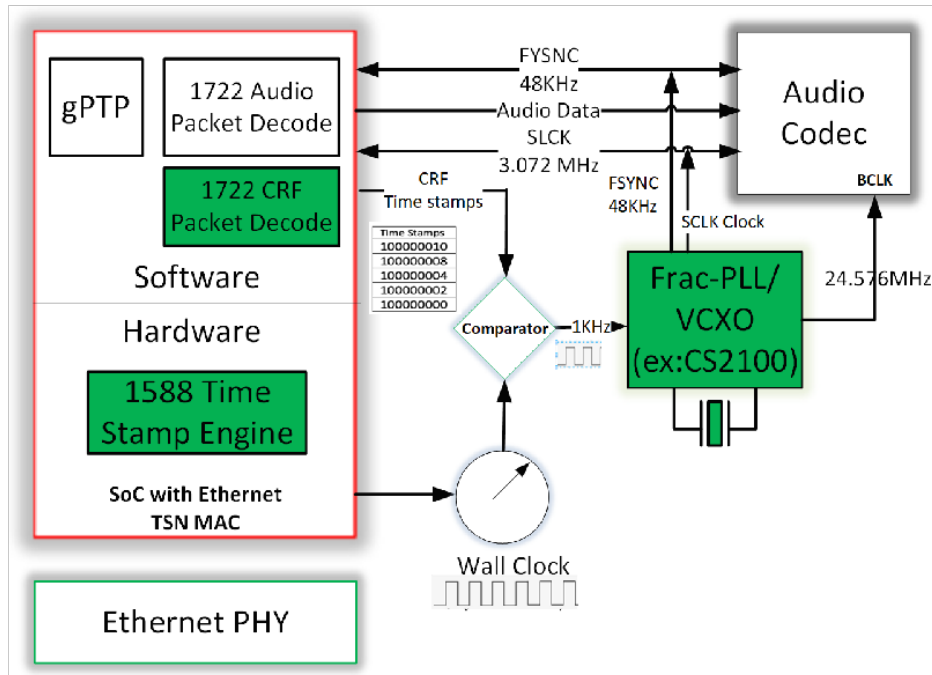 gPTP
1722 Audio
Packet Decode
1722 CRF
Packet Decode
Software
Hardware
1588 Time
Stamp Engine
SoC with Ethernet
TSN MAC
Ethernet PHY
FYSNC
48KHz
Audio Data
SLCK
3.072 MHz
CRF
Time stamps
Time Stamps
100000010
100000008
100000004
100000002
100000000
Comparator
1KHz
Wall Clock
FSYNC
48KHz
SCLK Clock
Frac-PLL/
VCXO
(ex:CS2100)
24.576MHz
Audio
Codec
BCLK